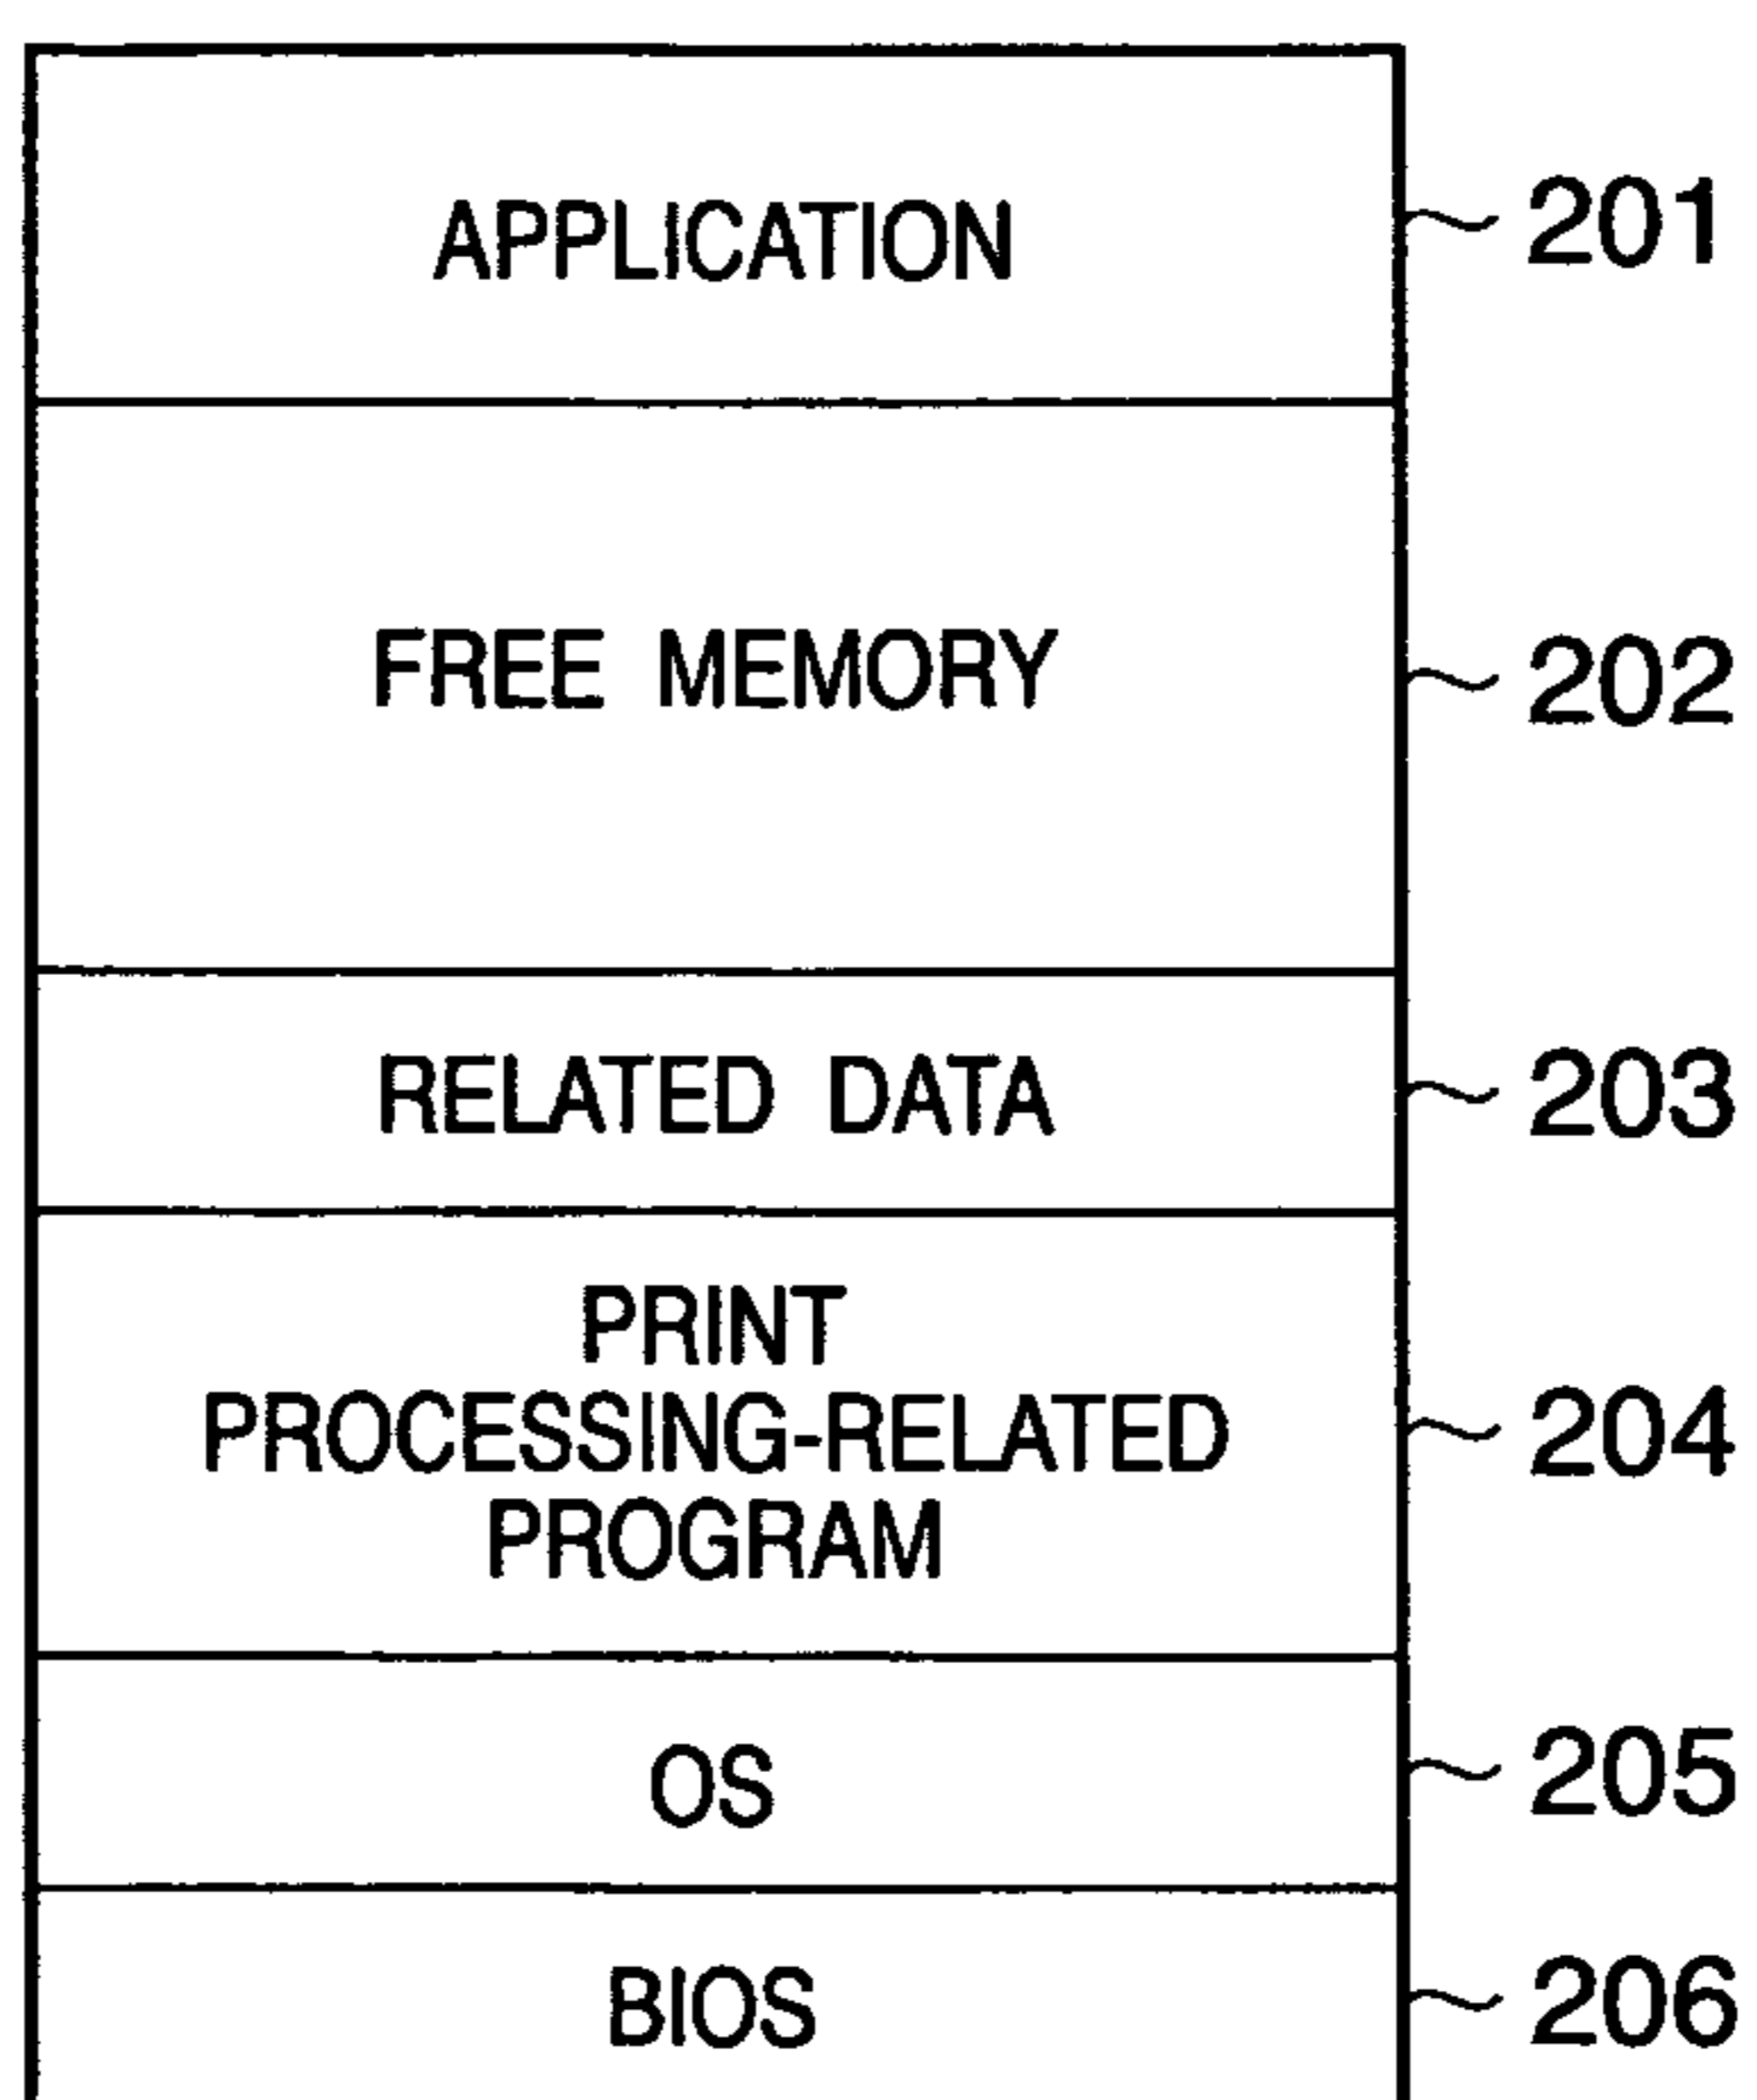 APPLICATION 201
FREE MEMORY 202
RELATED DATA 203
PRINT
PROCESSING-RELATED 204
PROGRAM
OS 205
BIOS 206